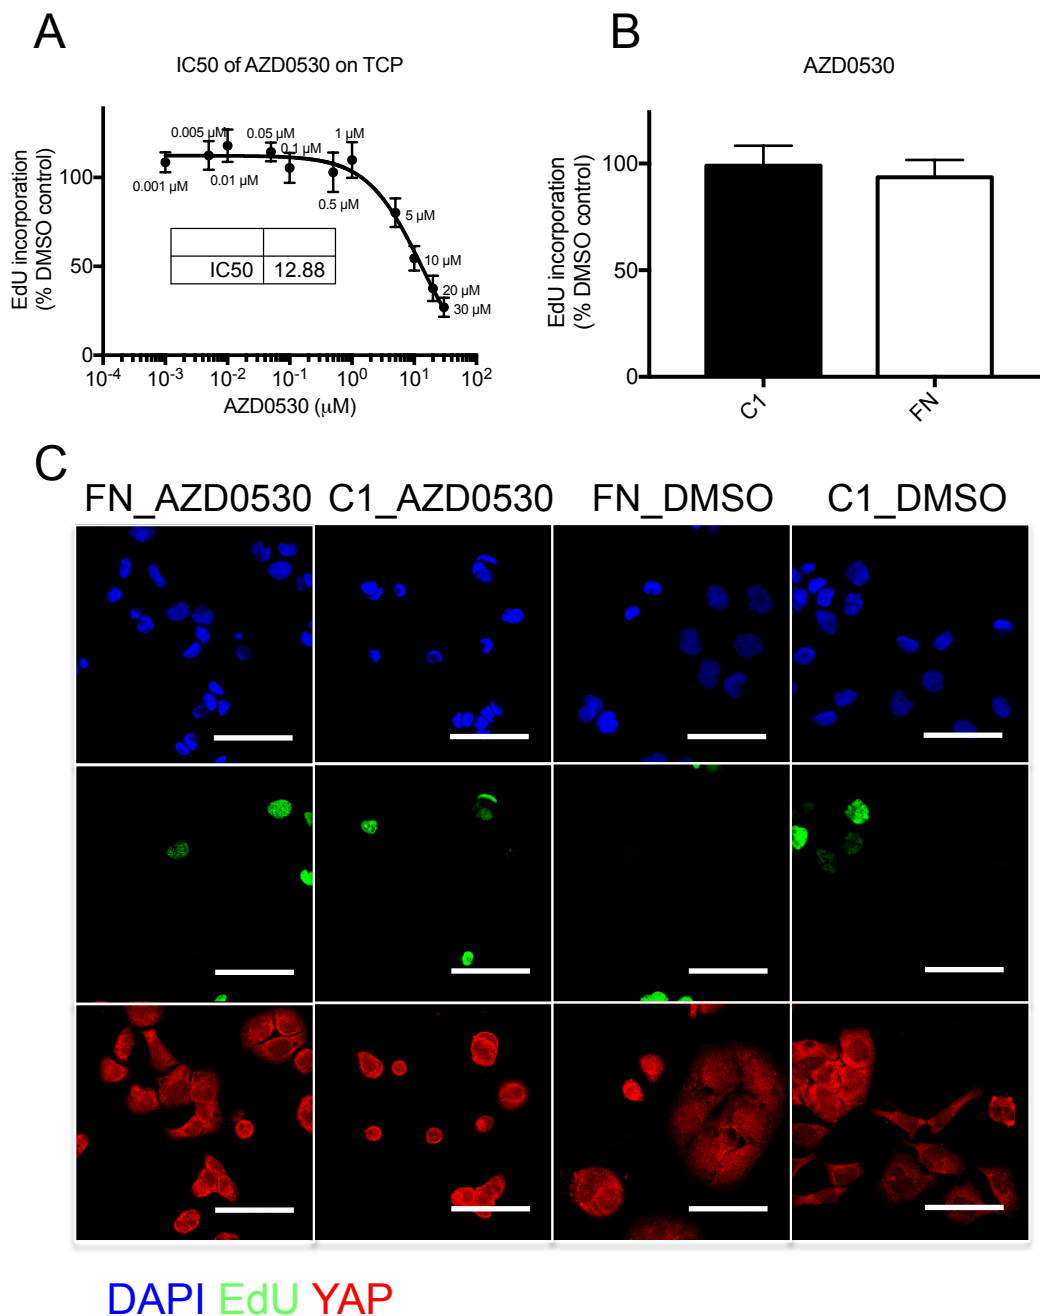 A
B
IC50 of AZD0530 on TCP
AZD0530
EdU incorporation
(% DMSO control)
100
50
0
0.001 µM
0.005 µM
0.01 µM
0.05 µM
0.1 µM
0.5 µM
1 µM
5 µM
10 µM
20 µM
30 µM
IC50 12.88
10-4 10-3 10-2 10-1 100 101 102
AZD0530 (µM)
EdU incorporation
(% DMSO control)
100
50
0
C1 FN
C
FN_AZD0530 C1_AZD0530 FN_DMSO C1_DMSO
DAPI EdU YAP